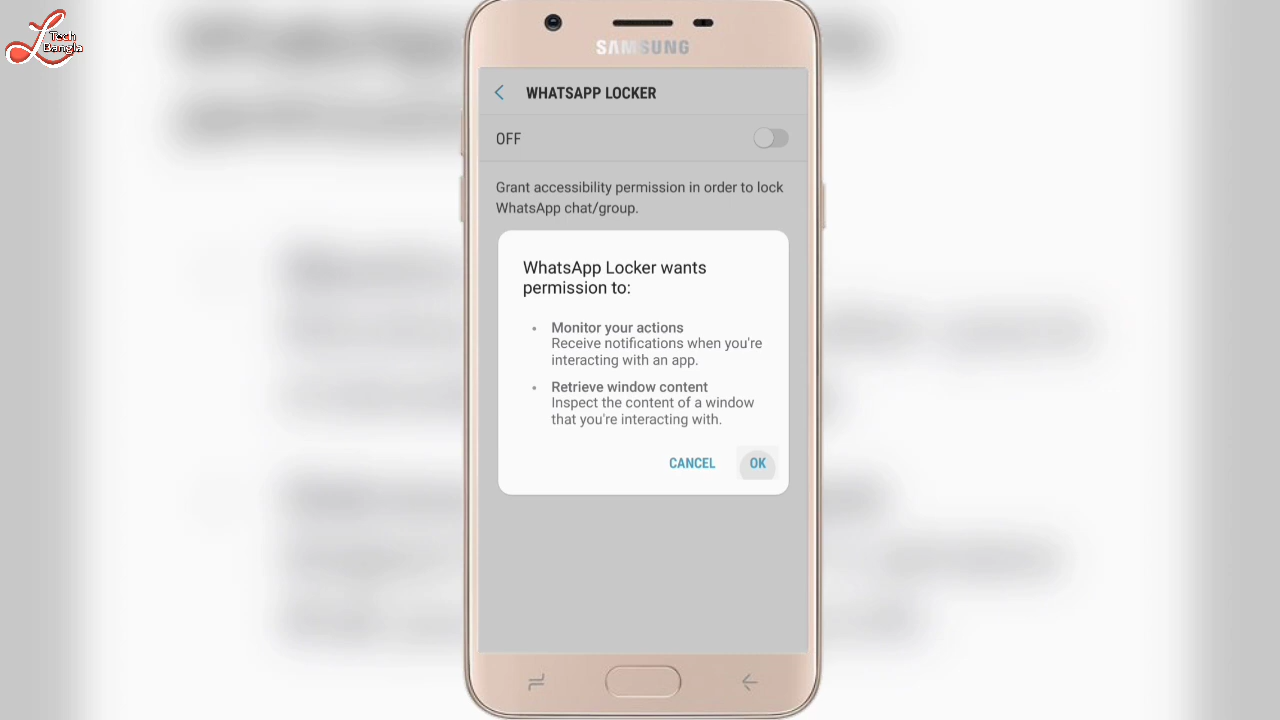 Tech
Bangla
SAMSUNG
WHATSAPP LOCKER
OFF
Grant accessibility permission in order to lock
WhatsApp chat/group.
WhatsApp Locker wants
permission to:
• Monitor your actions
Receive notifications when you're
interacting with an app.
• Retrieve window content
Inspect the content of a window
that you're interacting with.
CANCEL OK